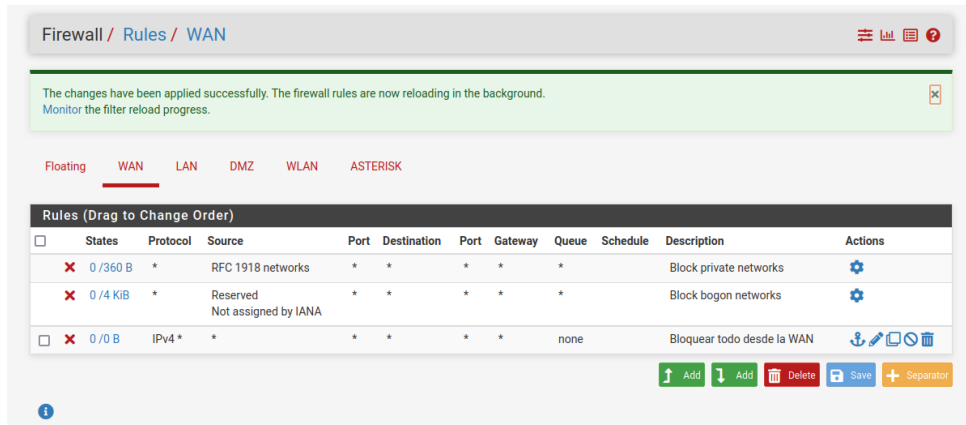 Firewall / Rules / WAN
The changes have been applied successfully. The firewall rules are now reloading in the background.
Monitor the filter reload progress.
Floating WAN LAN DMZ WLAN ASTERISK
Rules (Drag to Change Order)
States Protocol Source Port Destination Port Gateway Queue Schedule Description Actions
0 /360 B * RFC 1918 networks * * * * * Block private networks
0 /4 KiB * Reserved * * * * * Block bogon networks
Not assigned by IANA
0 /0 B IPv4 * * * * * * none Bloquear todo desde la WAN
Add Add Delete Save Separator